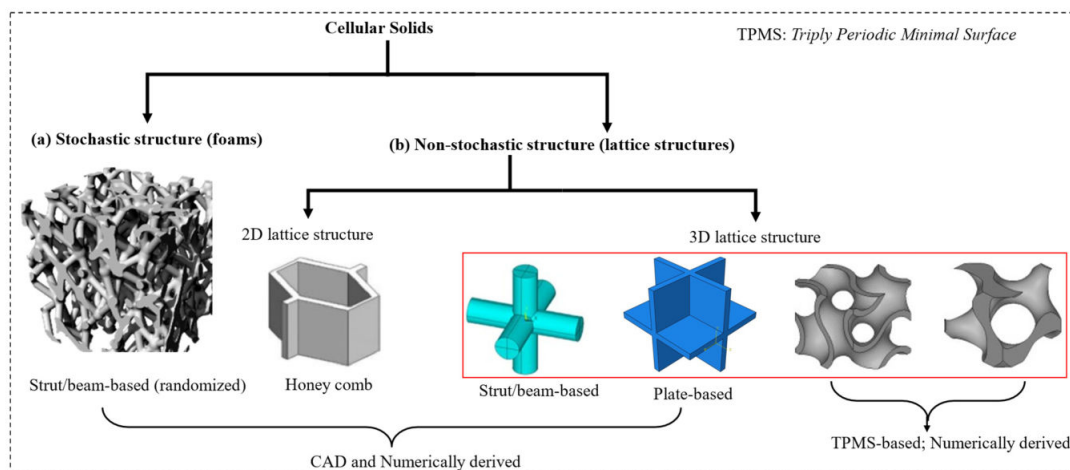 Cellular Solids
TPMS: Triply Periodic Minimal Surface
(a) Stochastic structure (foams)
(b) Non-stochastic structure (lattice structures)
2D lattice structure
3D lattice structure
Strut/beam-based (randomized)
Honey comb
Strut/beam-based
Plate-based
TPMS-based; Numerically derived
CAD and Numerically derived